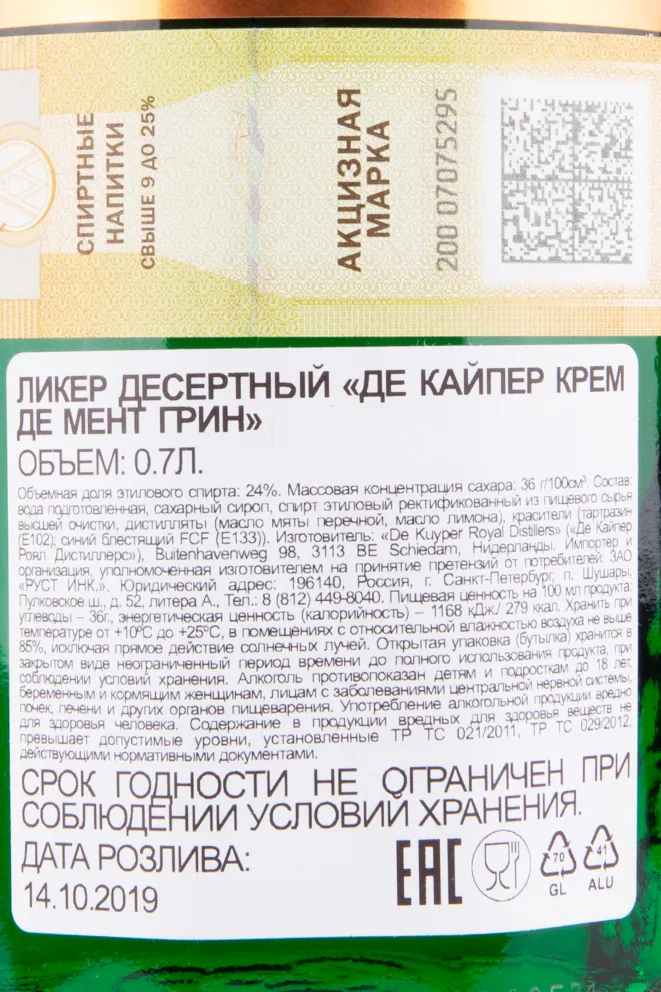 СПИРТНЫЕ
НАПИТКИ
СВЫШЕ 9 ДО 25%
АКЦИЗНАЯ
МАРКА
200 07075295
ЛИКЕР ДЕСЕРТНЫЙ «ДЕ КАЙПЕР КРЕМ
ДЕ МЕНТ ГРИН»
ОБЪЕМ: 0.7Л.
Объемная доля этилового спирта: 24%. Массовая концентрация сахара: 36 г/100см³. Состав:
вода подготовленная, сахарный сироп, спирт этиловый ректификованный из пищевого сырья
высшей очистки, дистилляты (масло мяты перечной, масло лимона), красители (тартразин
(Е102); синий блестящий FCF (Е133)). Изготовитель: «De Kuyper Royal Distillers» («Де Кайпер
Роял Дистиллерс»), Buitenhavenweg 98, 3113 BE Schiedam, Нидерланды. Импортер и
организация, уполномоченная изготовителем на принятие претензий от потребителей: ЗАО
«РУСТ ИНК.». Юридический адрес: 196140, Россия, г. Санкт-Петербург, п. Шушары,
Пулковское ш., д. 52, литера А., Тел.: 8 (812) 449-8040. Пищевая ценность на 100 мл продукта:
углеводы – 36г., энергетическая ценность (калорийность) – 1168 кДж./ 279 ккал. Хранить при
температуре от +10ºС до +25ºС, в помещениях с относительной влажностью воздуха не выше
85%, исключая прямое действие солнечных лучей. Открытая упаковка (бутылка) хранится в
закрытом виде неограниченный период времени до полного использования продукта, при
соблюдении условий хранения. Алкоголь противопоказан детям и подросткам до 18 лет,
беременным и кормящим женщинам, лицам с заболеваниями центральной нервной системы,
почек, печени и других органов пищеварения. Употребление алкогольной продукции вредно
для здоровья человека. Содержание в продукции вредных для здоровья веществ не
превышает допустимые уровни, установленные ТР ТС 021/2011, ТР ТС 029/2012,
действующими нормативными документами.
СРОК ГОДНОСТИ НЕ ОГРАНИЧЕН ПРИ
СОБЛЮДЕНИИ УСЛОВИЙ ХРАНЕНИЯ.
ДАТА РОЗЛИВА:
14.10.2019
EAC
70
GL
41
ALU